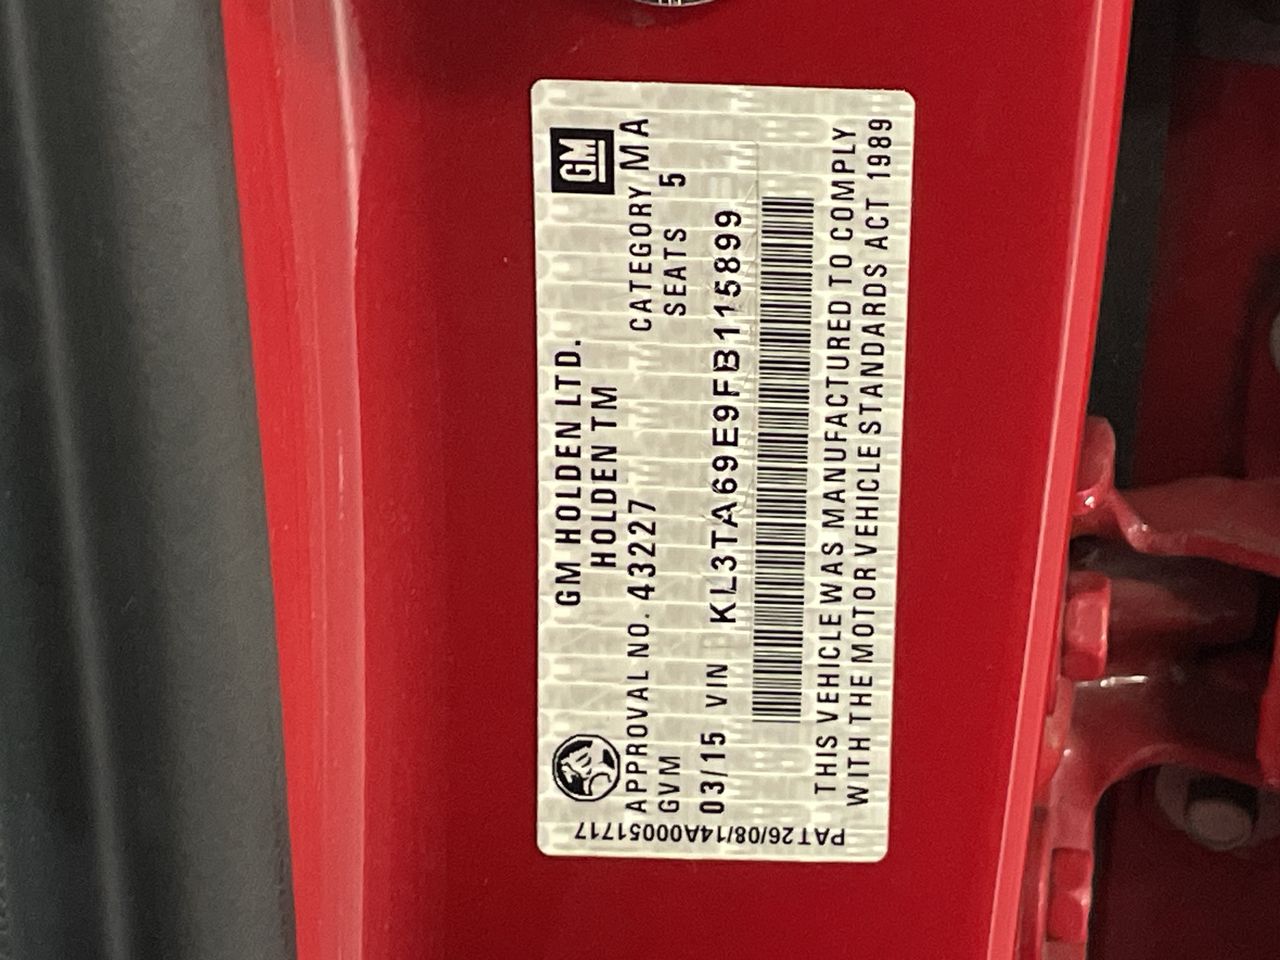 GM HOLDEN LTD.
GM
HOLDEN TM
APPROVAL NO. 43227 CATEGORY MA
GVM SEATS 5
03/15 VIN KL3TA69E9FB115899
THIS VEHICLE WAS MANUFACTURED TO COMPLY
WITH THE MOTOR VEHICLE STANDARDS ACT 1989
PAT26/08/14A00051717